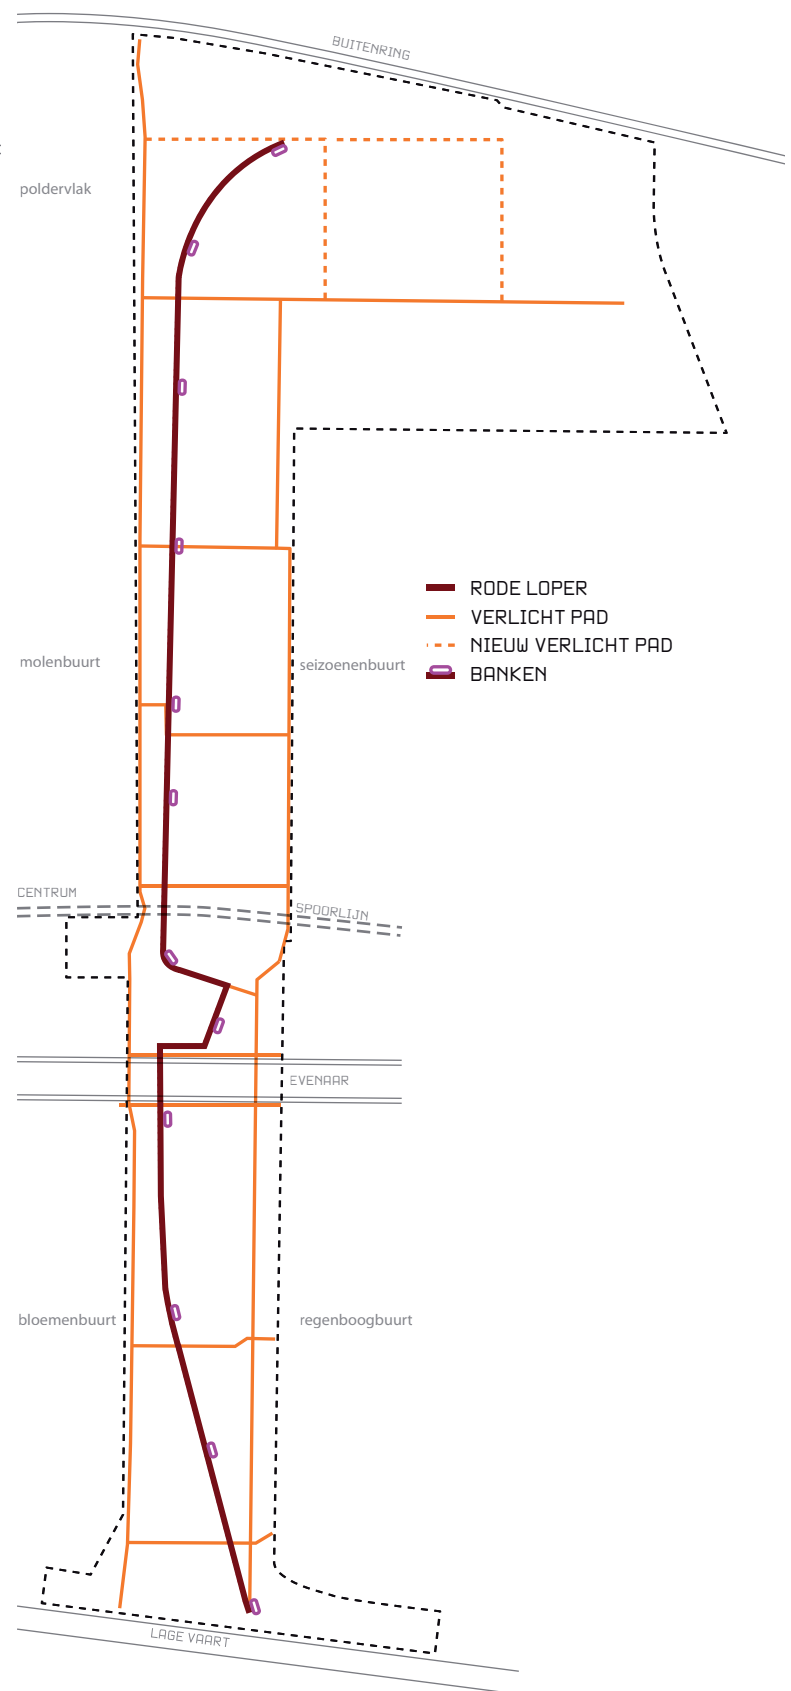 BUITENRING
poldervlak
RODE LOPER
VERLICHT PAD
NIEUW VERLICHT PAD
molenbuurt
seizoenenbuurt
BANKEN
CENTRUM
SPOORLIJN
EVENAAR
bloemenbuurt
regenboogbuurt
LAGE VAART